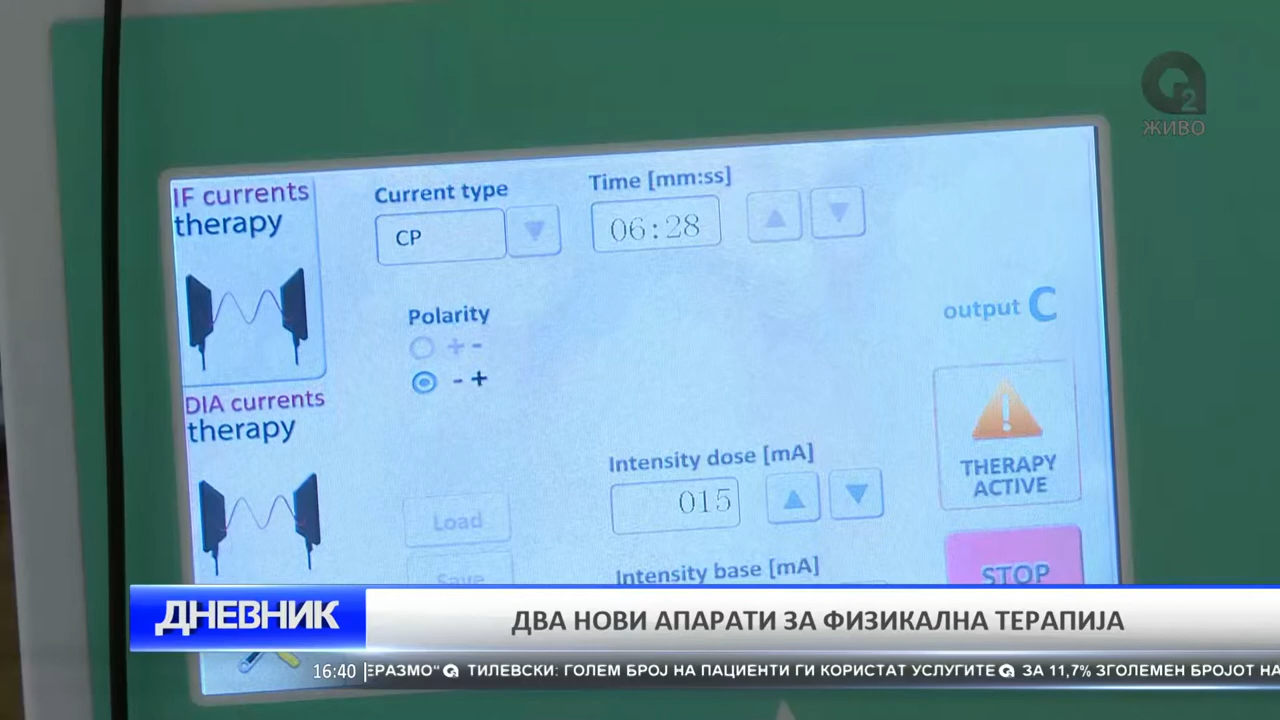 2
ЖИВО
IF currents
therapy
Current type
CP
Time [mm:ss]
06:28
Polarity
+ -
- +
output C
DIA currents
therapy
Intensity dose [mA]
015
THERAPY
ACTIVE
Load
Save
Intensity base [mA]
STOP
ДНЕВНИК
ДВА НОВИ АПАРАТИ ЗА ФИЗИКАЛНА ТЕРАПИЈА
16:40 ЕРАЗМО“ ТИЛЕВСКИ: ГОЛЕМ БРОЈ НА ПАЦИЕНТИ ГИ КОРИСТАТ УСЛУГИТЕ ЗА 11,7% ЗГОЛЕМЕН БРОЈОТ НА